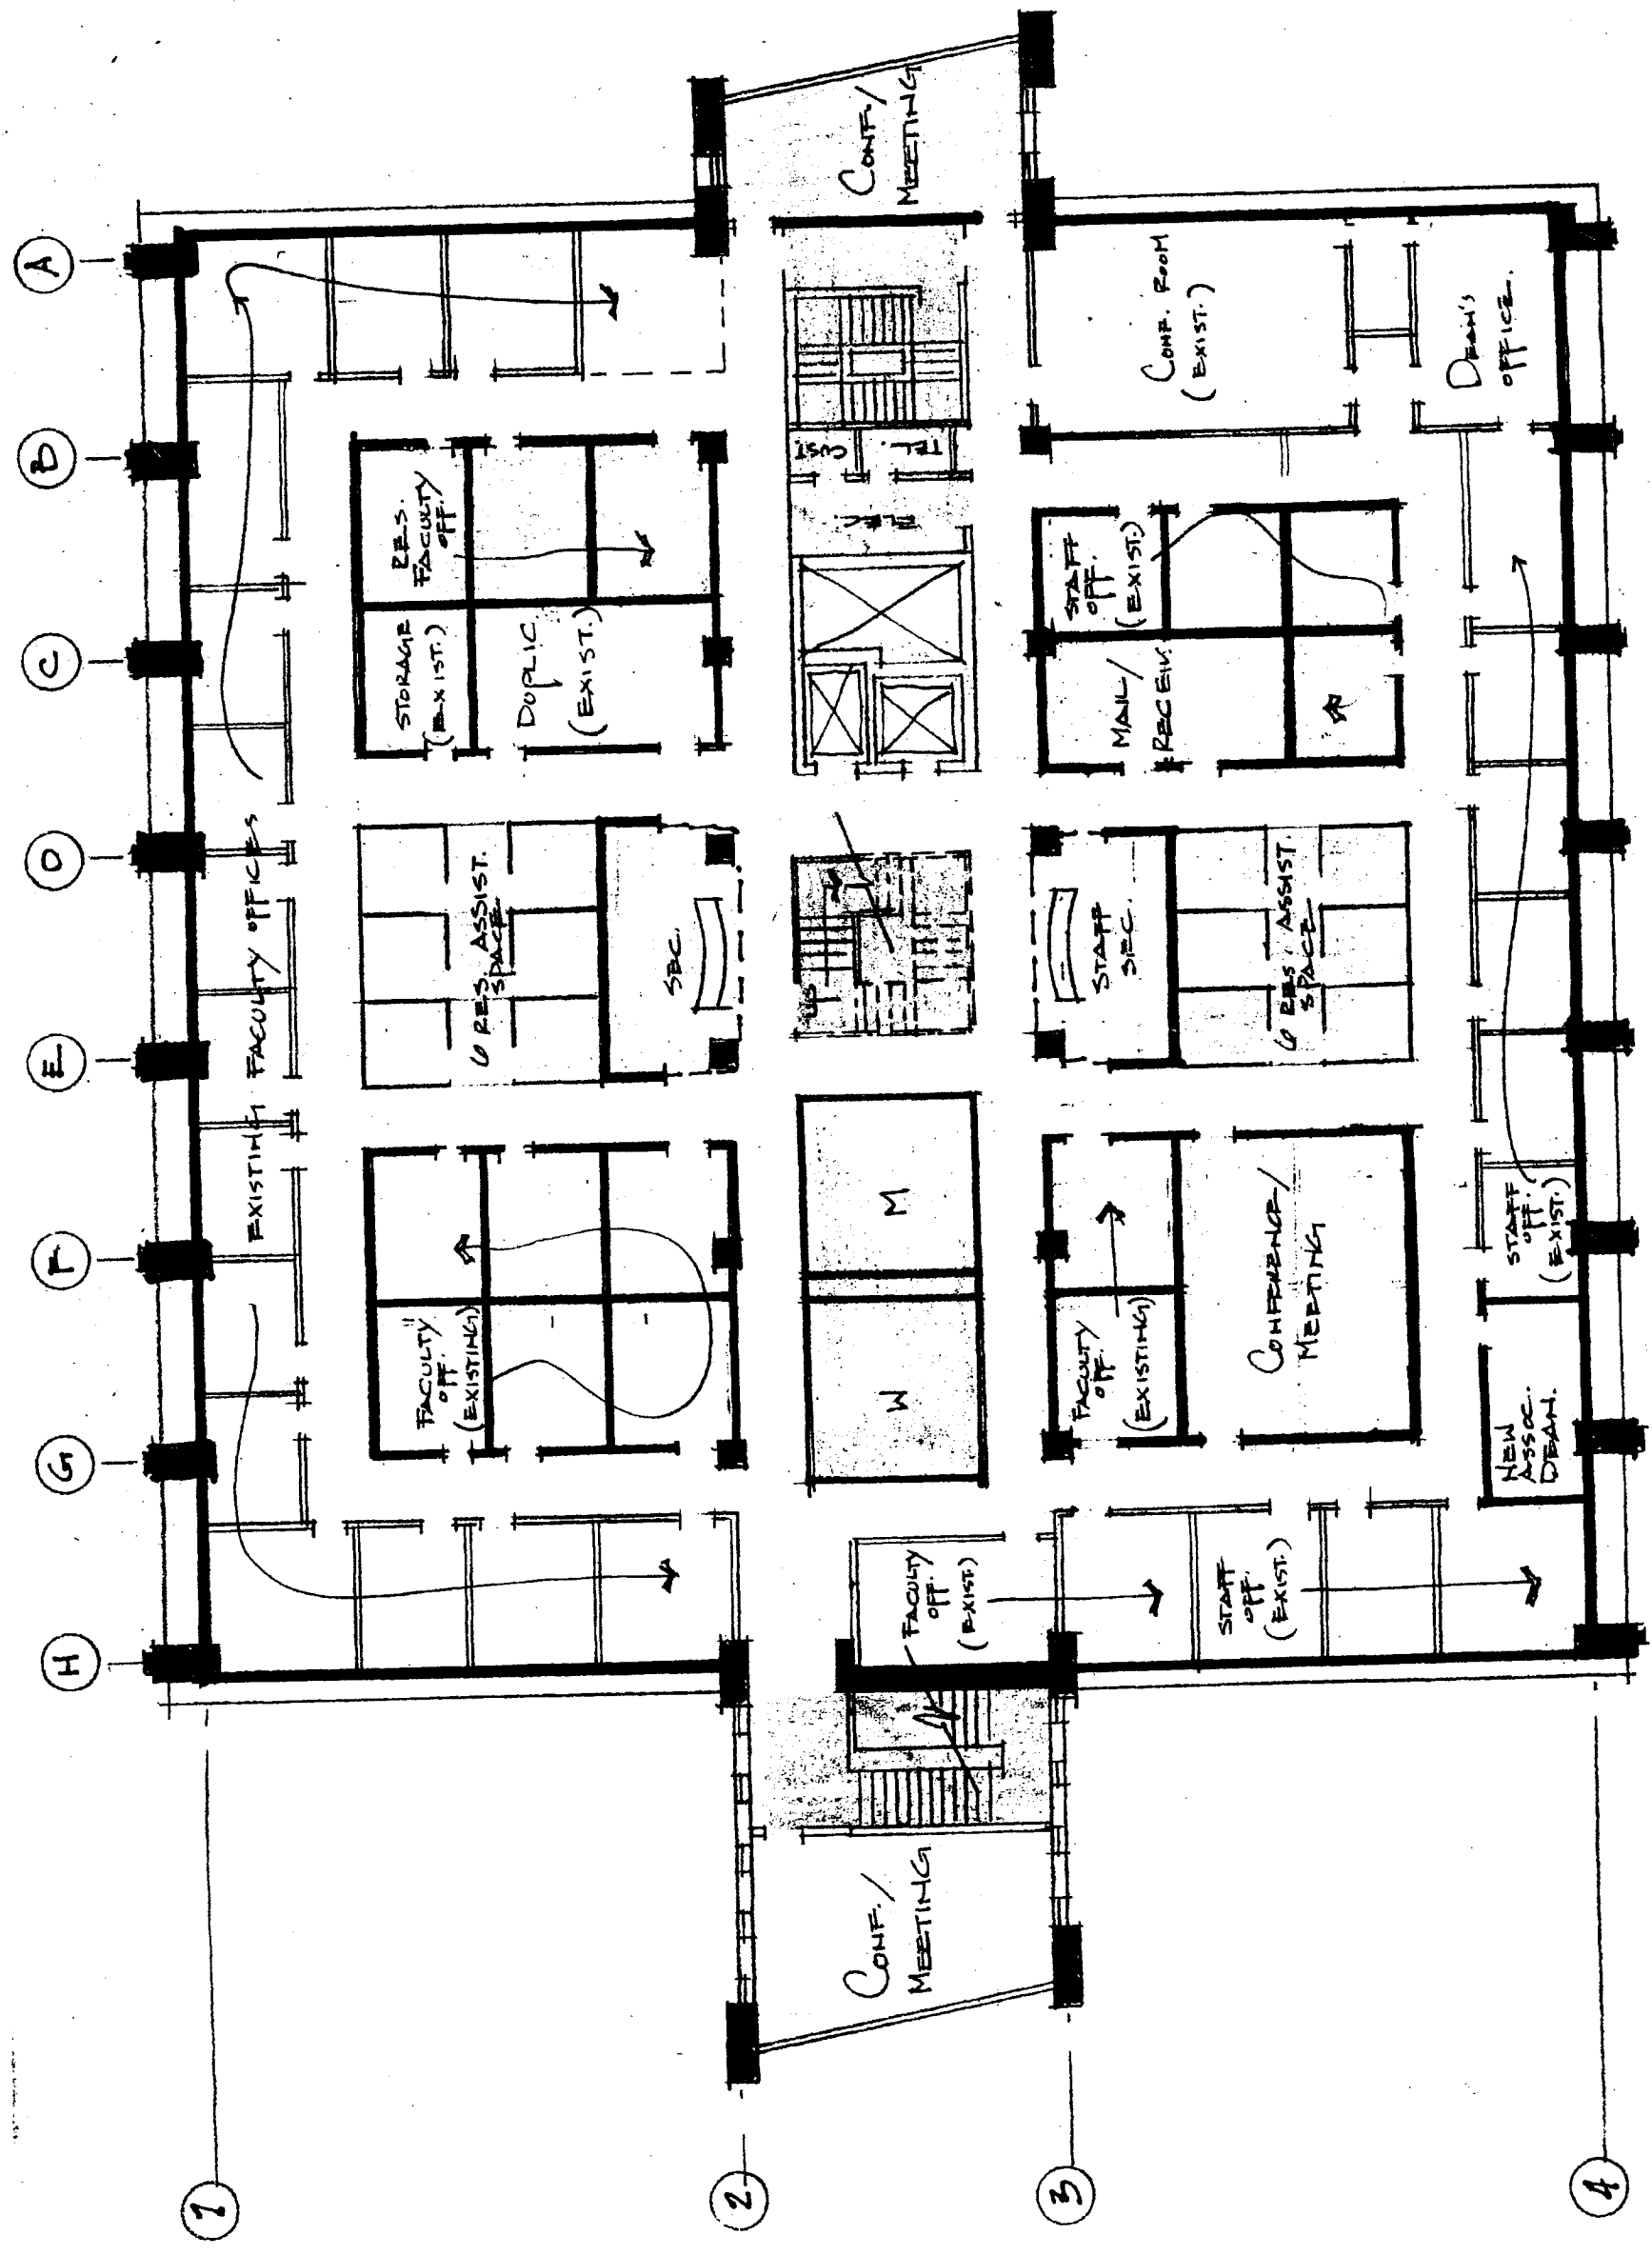 H
G
F
E
D
C
B
A
1
EXISTING FACULTY OFFICES
FACULTY
OFF.
(EXISTING)
6 RES. ASSIST.
SPACE
STORAGE
(EXIST.)
RES.
FACULTY
OFF.
DUPLIC.
(EXIST.)
SEC.
2
CONF./
MEETING
FACULTY
OFF.
(EXIST.)
W
M
CUST.
TEL.
ELEC.
CONF./
MEETING
3
FACULTY
OFF.
(EXISTING)
STAFF
SEC.
MAIL/
RECEIV.
STAFF
OFF.
(EXIST.)
CONF. ROOM
(EXIST.)
STAFF
OFF.
(EXIST.)
CONFERENCE/
MEETING
6 RES. ASSIST.
SPACE
NEW
ASSOC.
DEAN.
STAFF
OFF.
(EXIST.)
DEAN'S
OFFICE.
4